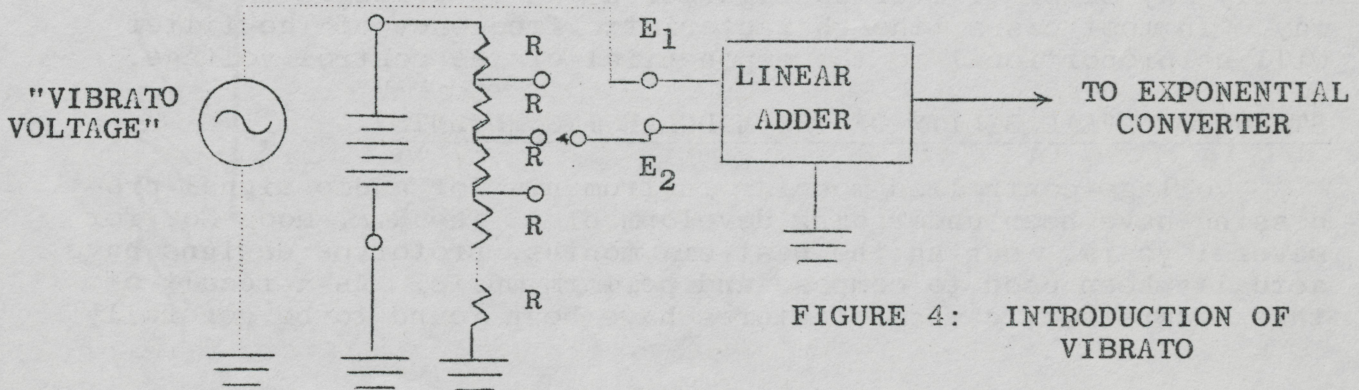 "VIBRATO
VOLTAGE"
R
R
R
R
R
E1
E2
LINEAR
ADDER
TO EXPONENTIAL
CONVERTER
FIGURE 4: INTRODUCTION OF
VIBRATO